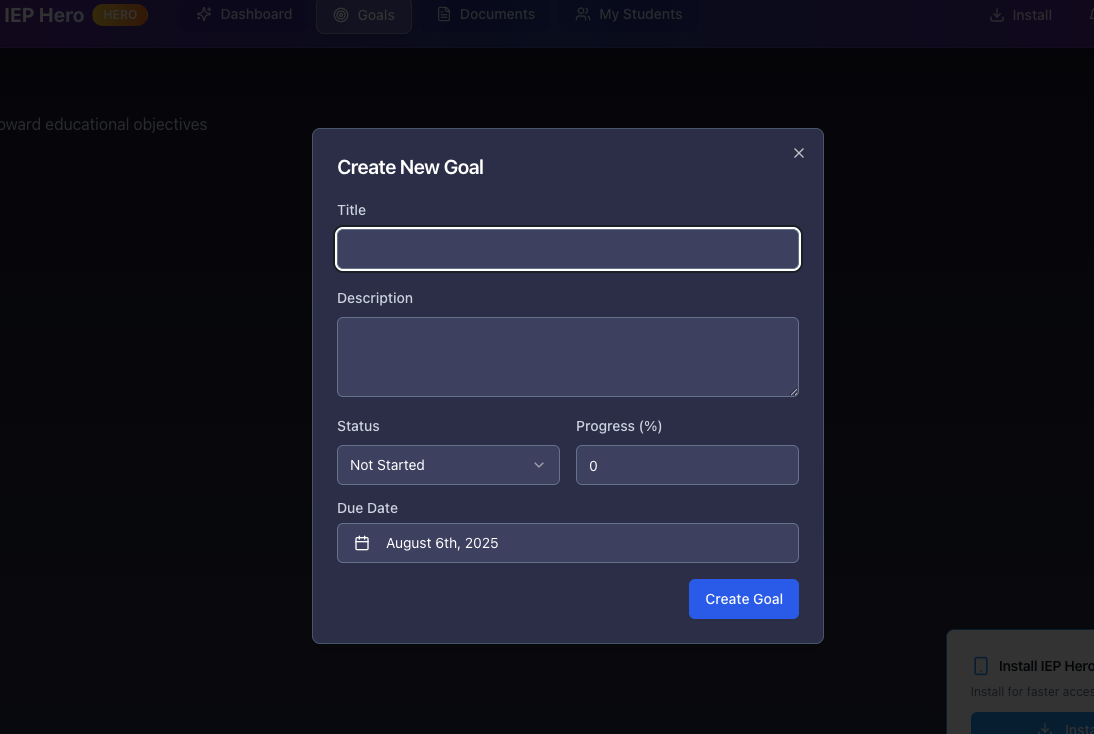 IEP Hero HERO Dashboard Goals Documents My Students Install
oward educational objectives
Create New Goal
Title
Description
Status Progress (%)
Not Started 0
Due Date
August 6th, 2025
Create Goal
Install IEP Hero
Install for faster acces
Insta